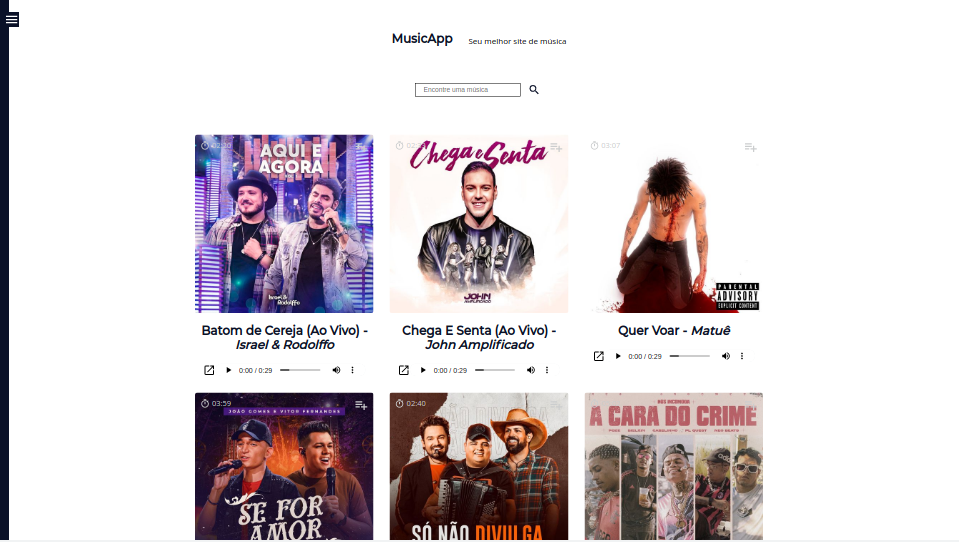 MusicApp
Seu melhor site de música
Encontre uma música
AQUI E
AGORA
Israel &
Rodolffo
Chega e Senta
JOHN
AMPLIFICADO
03:07
PARENTAL
ADVISORY
EXPLICIT CONTENT
Batom de Cereja (Ao Vivo) -
Israel & Rodolffo
Chega E Senta (Ao Vivo) -
John Amplificado
Quer Voar - Matuê
0:00 / 0:29
0:00 / 0:29
0:00 / 0:29
03:59
JOÃO GOMES E VITOR FERNANDES
SE FOR
AMOR
02:40
SÓ NÃO DIVULGA
A CARA DO CRIME